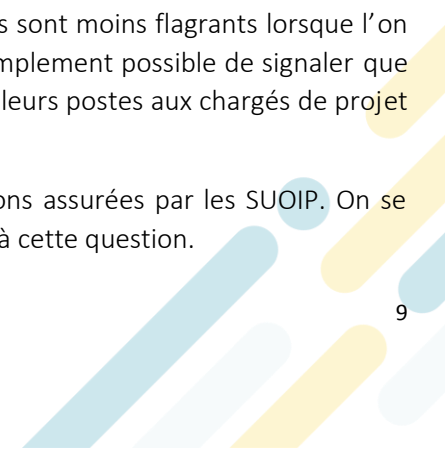 s sont moins flagrants lorsque l’on
mplement possible de signaler que
leurs postes aux chargés de projet
ons assurées par les SUOIP. On se
à cette question.
9